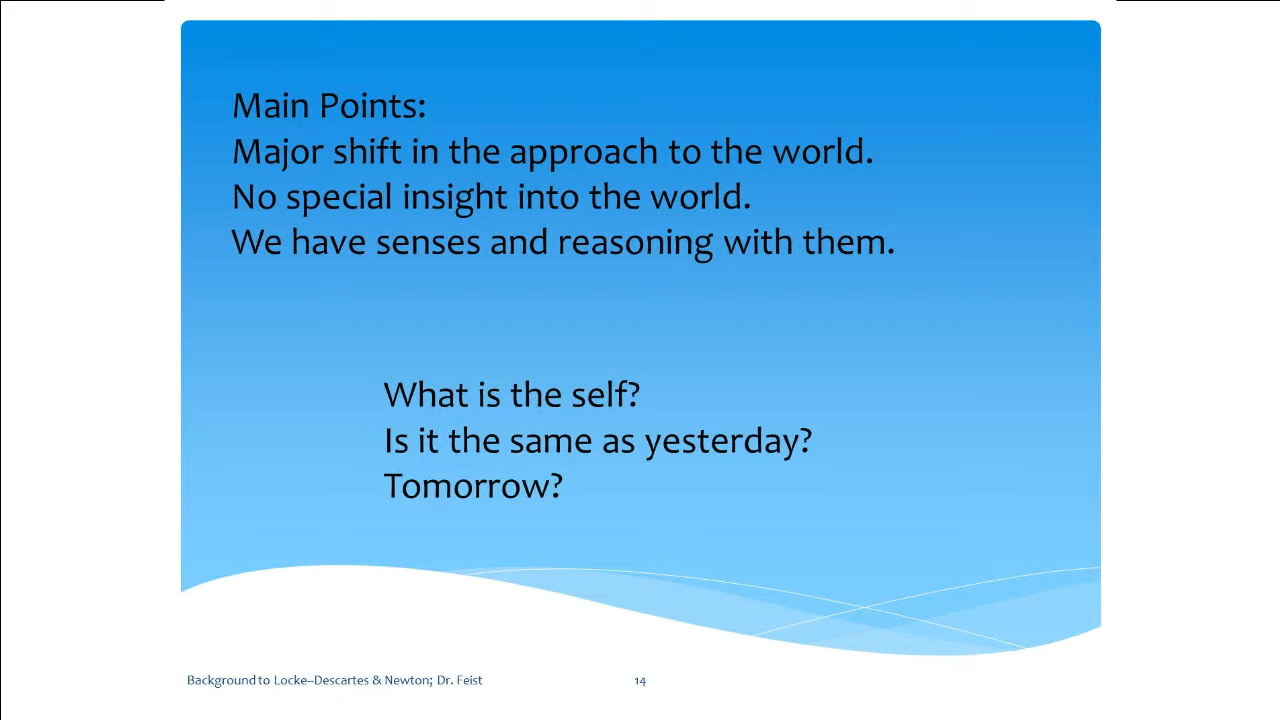 Main Points:
Major shift in the approach to the world.
No special insight into the world.
We have senses and reasoning with them.
What is the self?
Is it the same as yesterday?
Tomorrow?
Background to Locke--Descartes & Newton; Dr. Feist
14